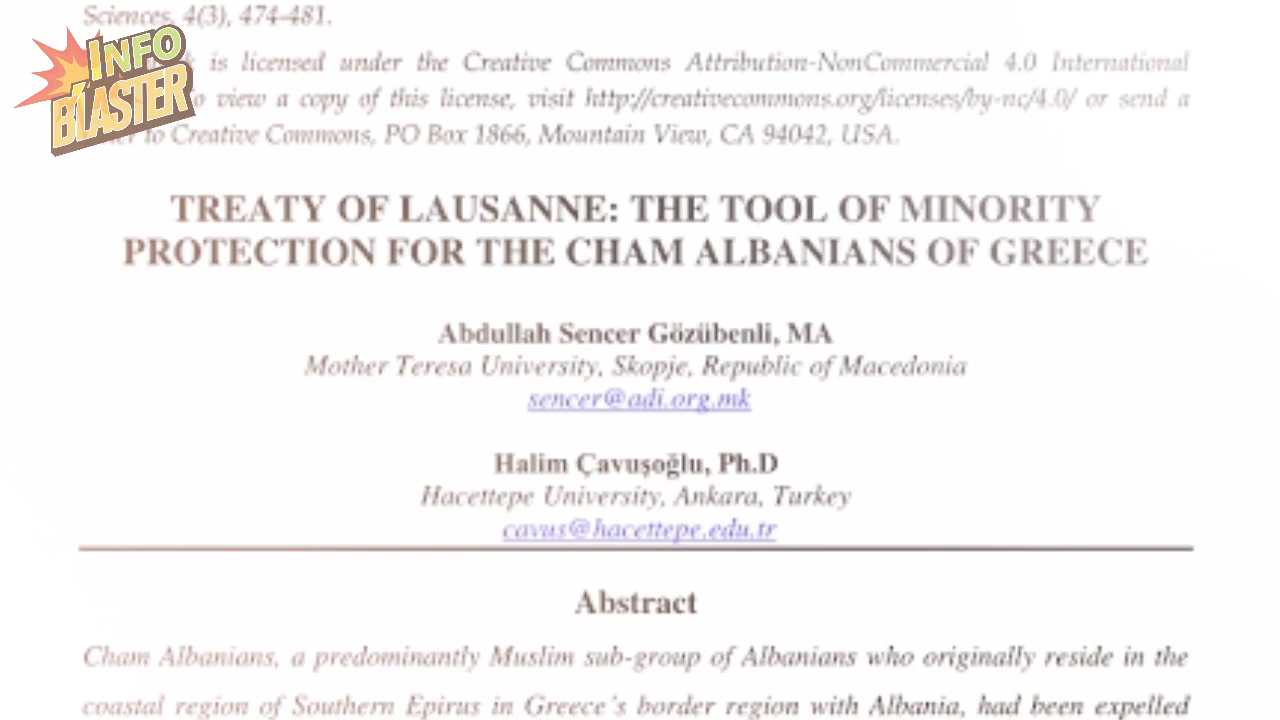 Sciences, 4(3), 474-481.
INFO
BLASTER
is licensed under the Creative Commons Attribution-NonCommercial 4.0 International
view a copy of this license, visit http://creativecommons.org/licenses/by-nc/4.0/ or send a
to Creative Commons, PO Box 1866, Mountain View, CA 94042, USA.
TREATY OF LAUSANNE: THE TOOL OF MINORITY
PROTECTION FOR THE CHAM ALBANIANS OF GREECE
Abdullah Sencer Gözübenli, MA
Mother Teresa University, Skopje, Republic of Macedonia
sencer@adi.org.mk
Halim Çavuşoğlu, Ph.D
Hacettepe University, Ankara, Turkey
cavus@hacettepe.edu.tr
Abstract
Cham Albanians, a predominantly Muslim sub-group of Albanians who originally reside in the
coastal region of Southern Epirus in Greece's border region with Albania, had been expelled